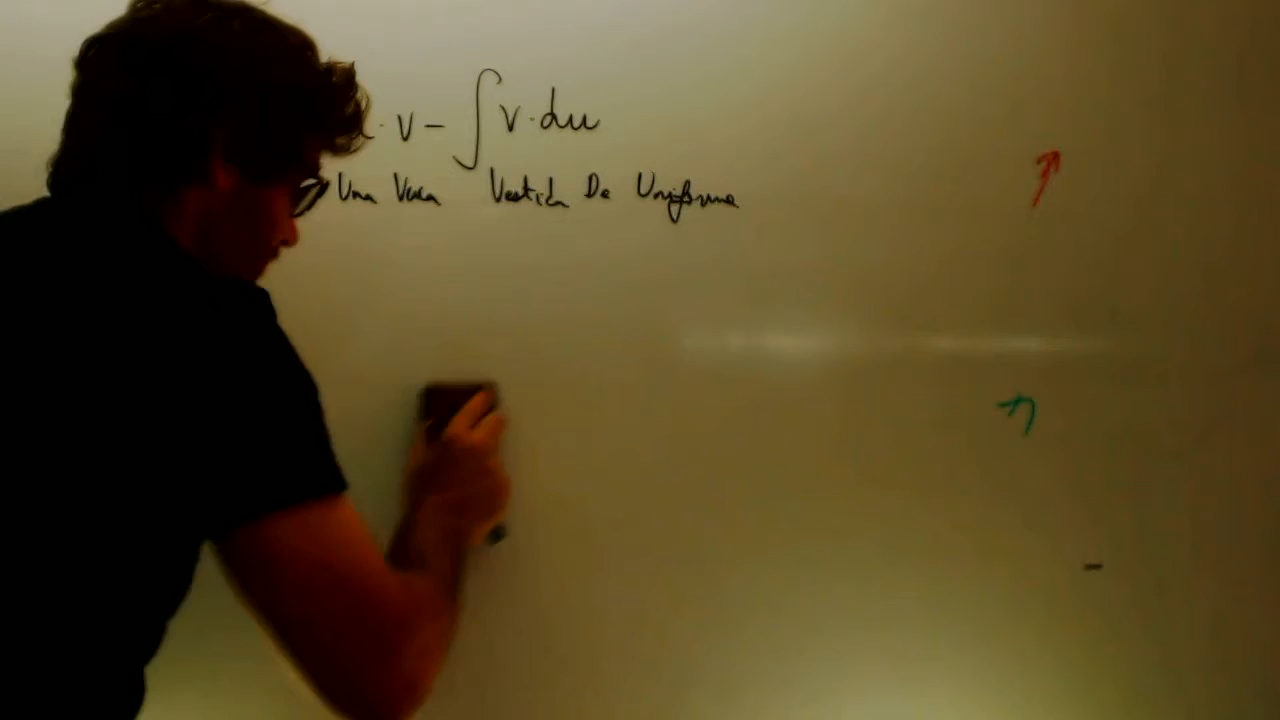 · v - ∫ v · du
Una Vaca Vestida De Uniforme